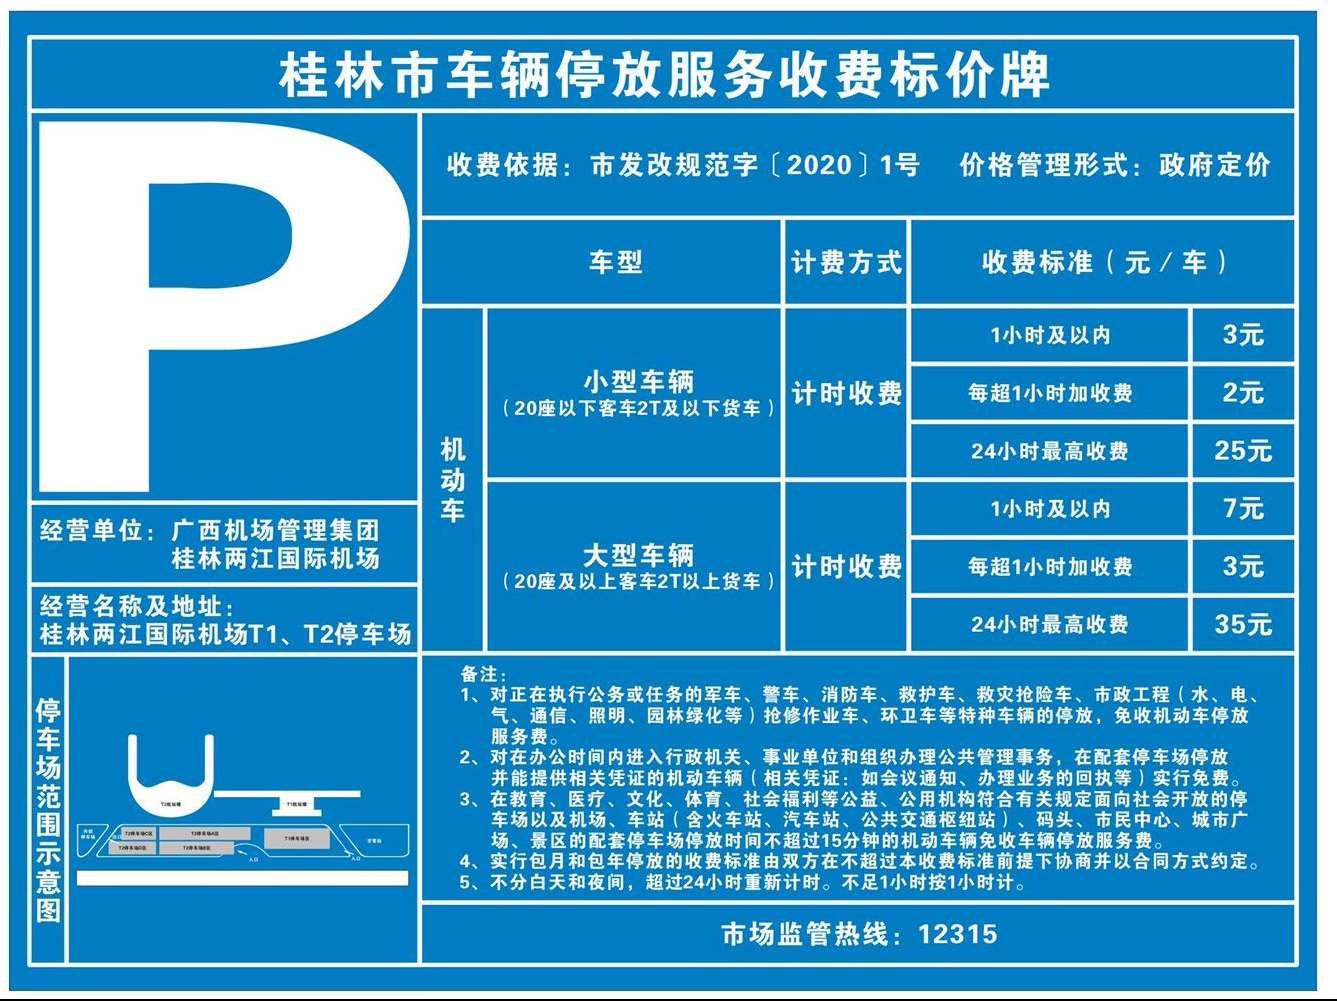 桂林市车辆停放服务收费标价牌
P
收费依据：市发改规范字〔2020〕1号 价格管理形式：政府定价
车型
计费方式
收费标准（元/车）
机动车
小型车辆
（20座以下客车2T及以下货车）
计时收费
1小时及以内
3元
每超1小时加收费
2元
24小时最高收费
25元
大型车辆
（20座及以上客车2T以上货车）
计时收费
1小时及以内
7元
每超1小时加收费
3元
24小时最高收费
35元
经营单位：广西机场管理集团
桂林两江国际机场
经营名称及地址：
桂林两江国际机场T1、T2停车场
停车场范围示意图
T2航站楼
T1航站楼
T2停车场C区
T2停车场A区
T1停车场区
T2停车场D区
T2停车场B区
入口
入口
备注：
1、对正在执行公务或任务的军车、警车、消防车、救护车、救灾抢险车、市政工程（水、电、
气、通信、照明、园林绿化等）抢修作业车、环卫车等特种车辆的停放，免收机动车停放
服务费。
2、对在办公时间内进入行政机关、事业单位和组织办理公共管理事务，在配套停车场停放
并能提供相关凭证的机动车辆（相关凭证：如会议通知、办理业务的回执等）实行免费。
3、在教育、医疗、文化、体育、社会福利等公益、公用机构符合有关规定面向社会开放的停
车场以及机场、车站（含火车站、汽车站、公共交通枢纽站）、码头、市民中心、城市广
场、景区的配套停车场停放时间不超过15分钟的机动车辆免收车辆停放服务费。
4、实行包月和包年停放的收费标准由双方在不超过本收费标准前提下协商并以合同方式约定。
5、不分白天和夜间，超过24小时重新计时。不足1小时按1小时计。
市场监管热线：12315